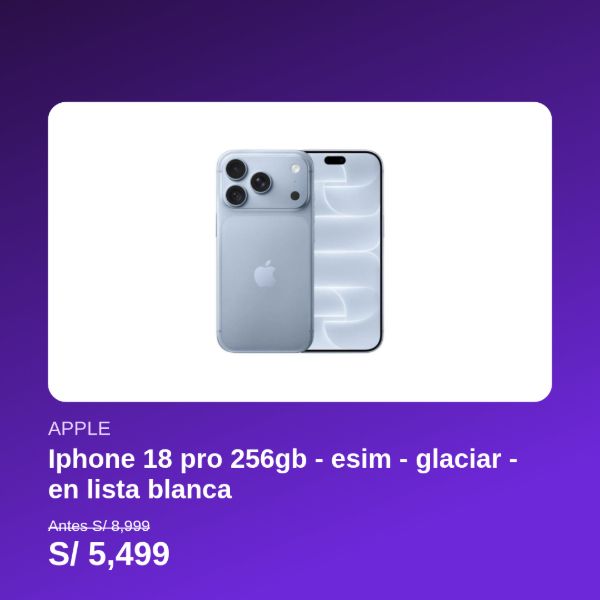 APPLE
Iphone 18 pro 256gb - esim - glaciar -
en lista blanca
Antes S/ 8,999
S/ 5,499